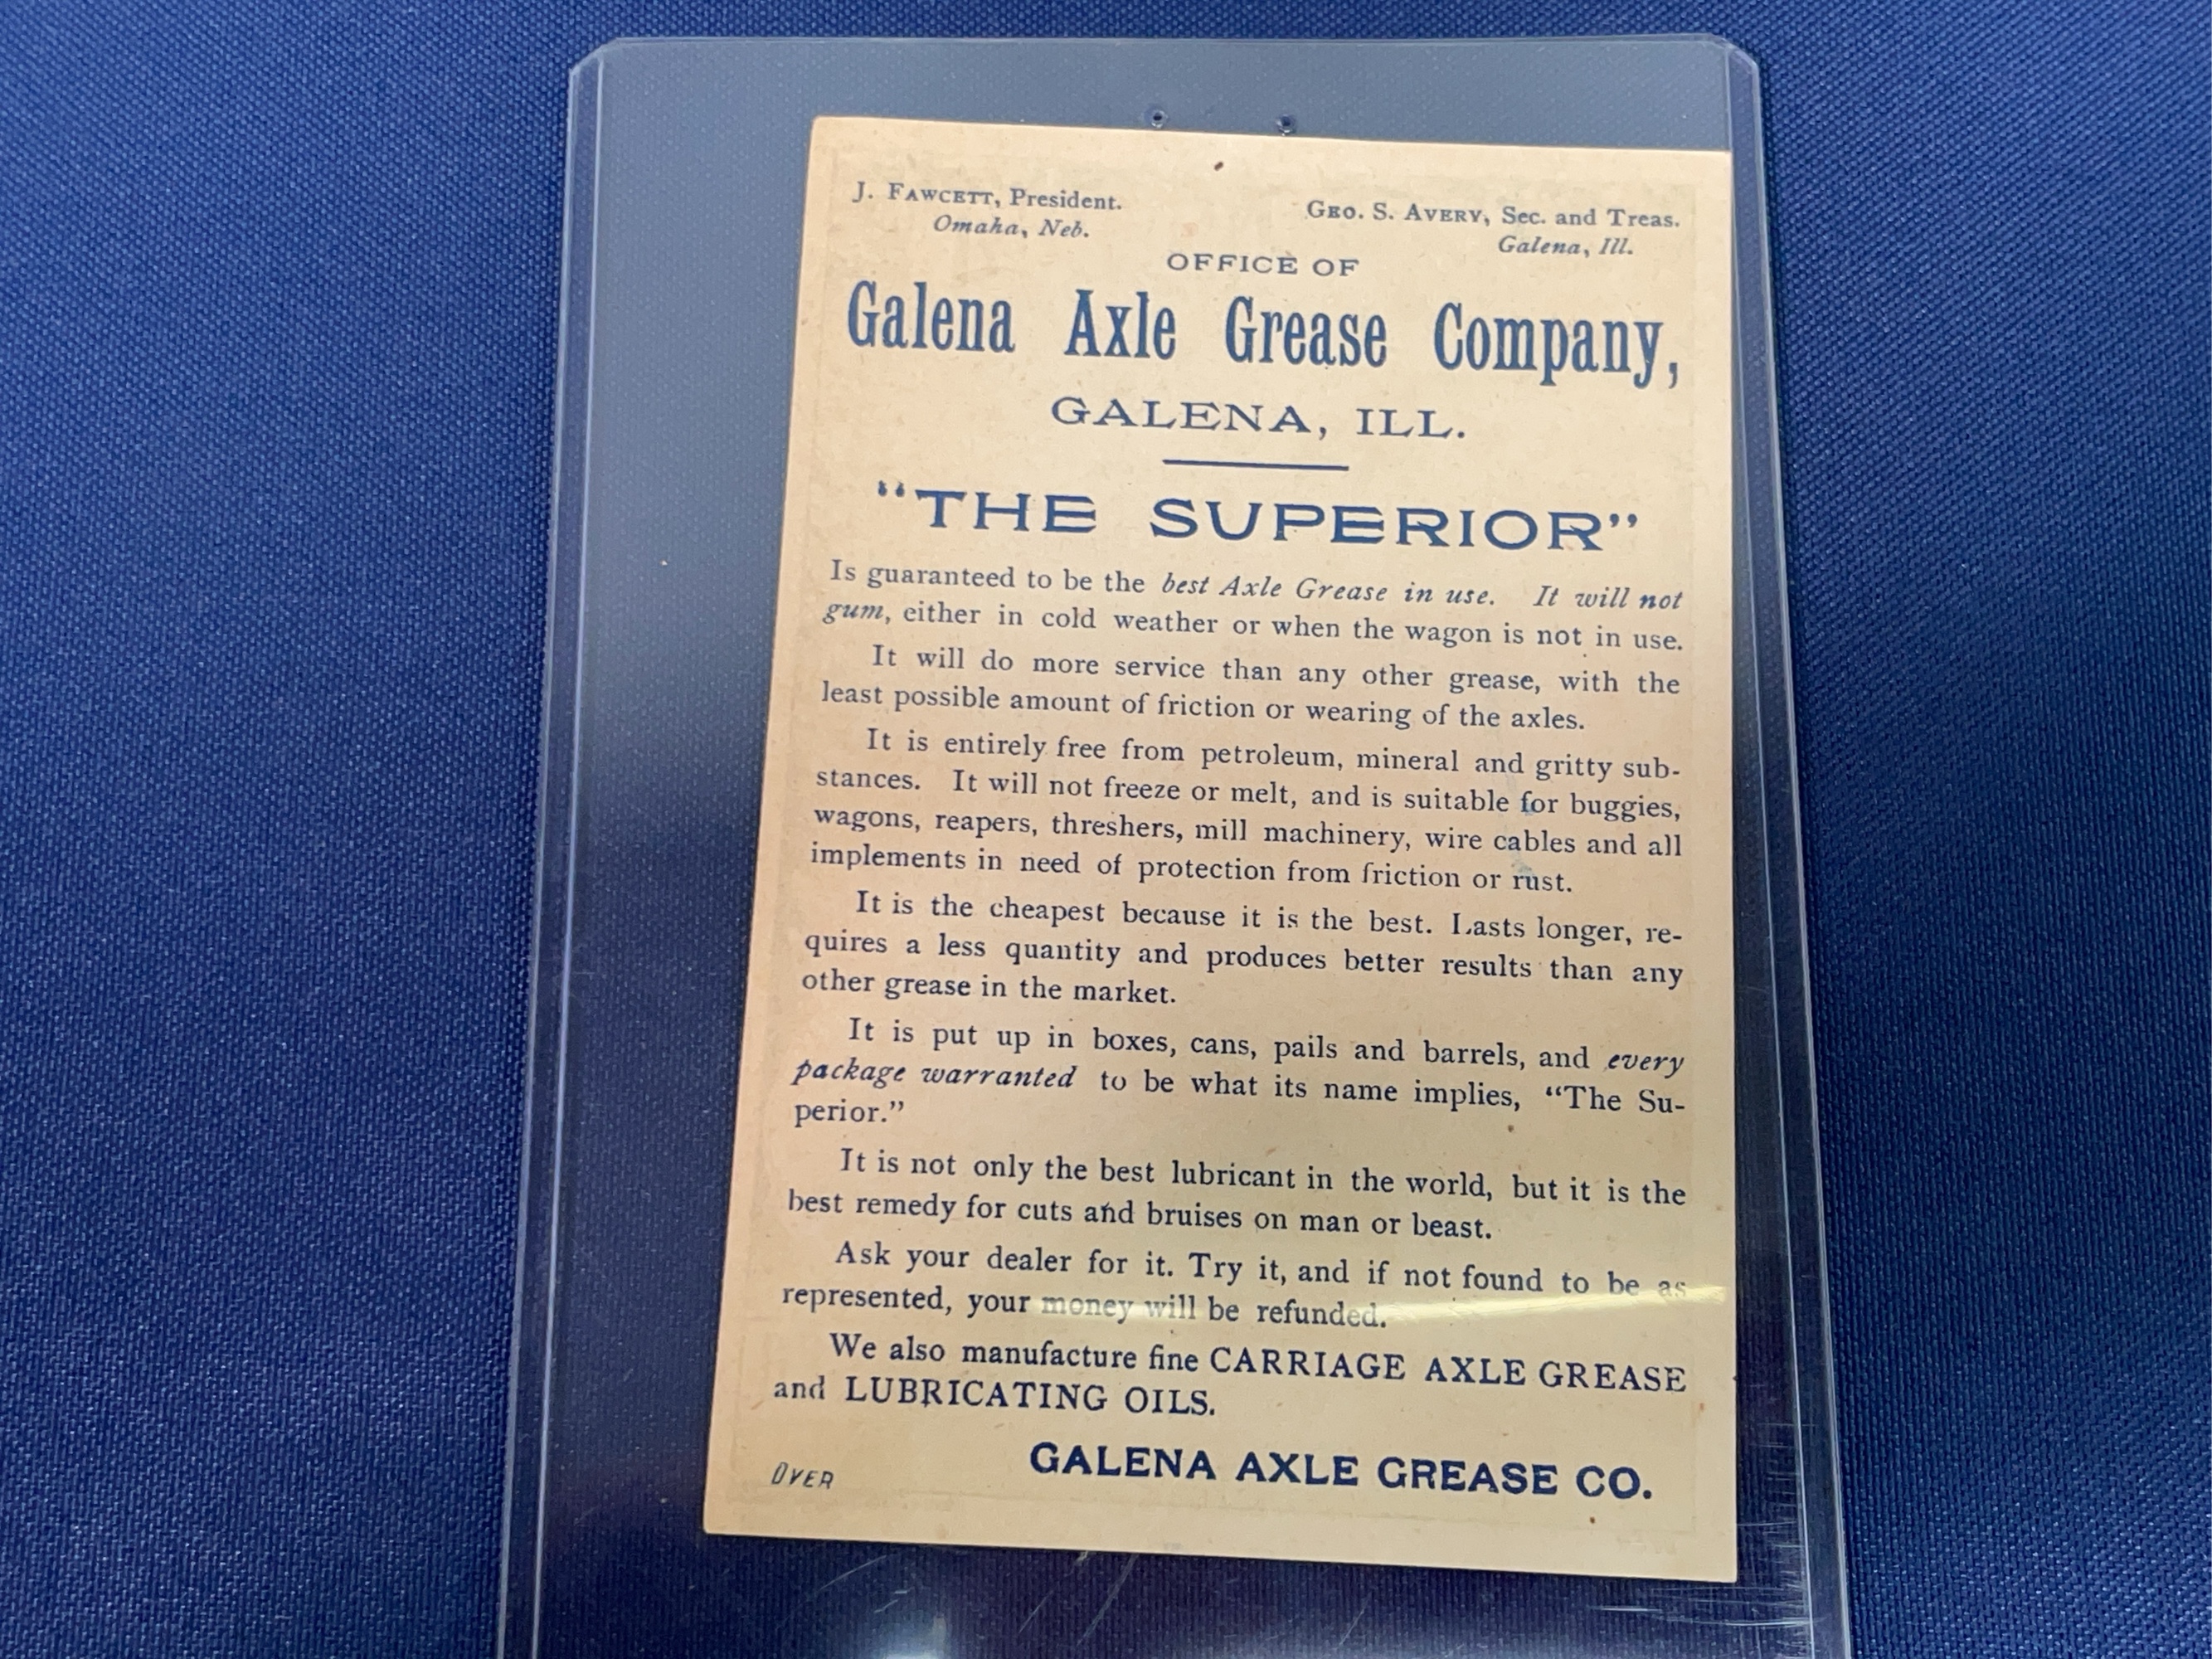 J. FAWCETT, President.
Omaha, Neb.
GEO. S. AVERY, Sec. and Treas.
Galena, Ill.
OFFICE OF
Galena Axle Grease Company,
GALENA, ILL.
“THE SUPERIOR”
Is guaranteed to be the best Axle Grease in use. It will not
gum, either in cold weather or when the wagon is not in use.
It will do more service than any other grease, with the
least possible amount of friction or wearing of the axles.
It is entirely free from petroleum, mineral and gritty sub-
stances. It will not freeze or melt, and is suitable for buggies,
wagons, reapers, threshers, mill machinery, wire cables and all
implements in need of protection from friction or rust.
It is the cheapest because it is the best. Lasts longer, re-
quires a less quantity and produces better results than any
other grease in the market.
It is put up in boxes, cans, pails and barrels, and every
package warranted to be what its name implies, “The Su-
perior.”
It is not only the best lubricant in the world, but it is the
best remedy for cuts and bruises on man or beast.
Ask your dealer for it. Try it, and if not found to be as
represented, your money will be refunded.
We also manufacture fine CARRIAGE AXLE GREASE
and LUBRICATING OILS.
GALENA AXLE GREASE CO.
OVER